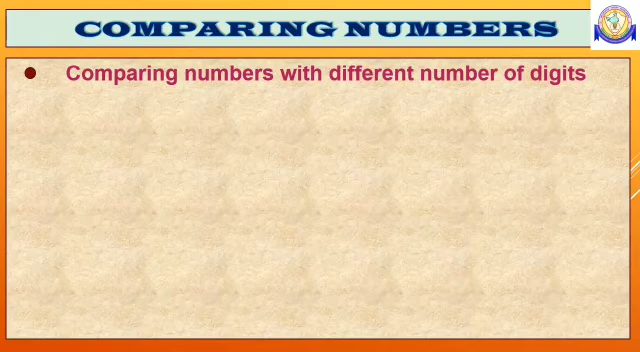 COMPARING NUMBERS
Comparing numbers with different number of digits